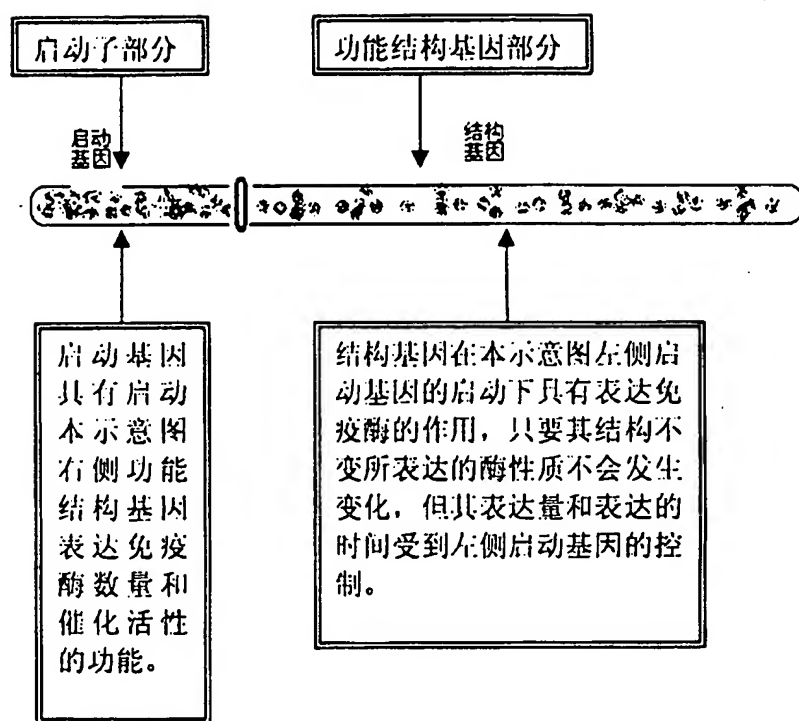 启动子部分
功能结构基因部分
启动
基因
结构
基因
启动基因
具有启动
本示意图
右侧功能
结构基因
表达免疫
酶数量和
催化活性
的功能。
结构基因在本示意图左侧启
动基因的启动下具有表达免
疫酶的作用，只要其结构不
变所表达的酶性质不会发生
变化，但其表达量和表达的
时间受到左侧启动基因的控
制。